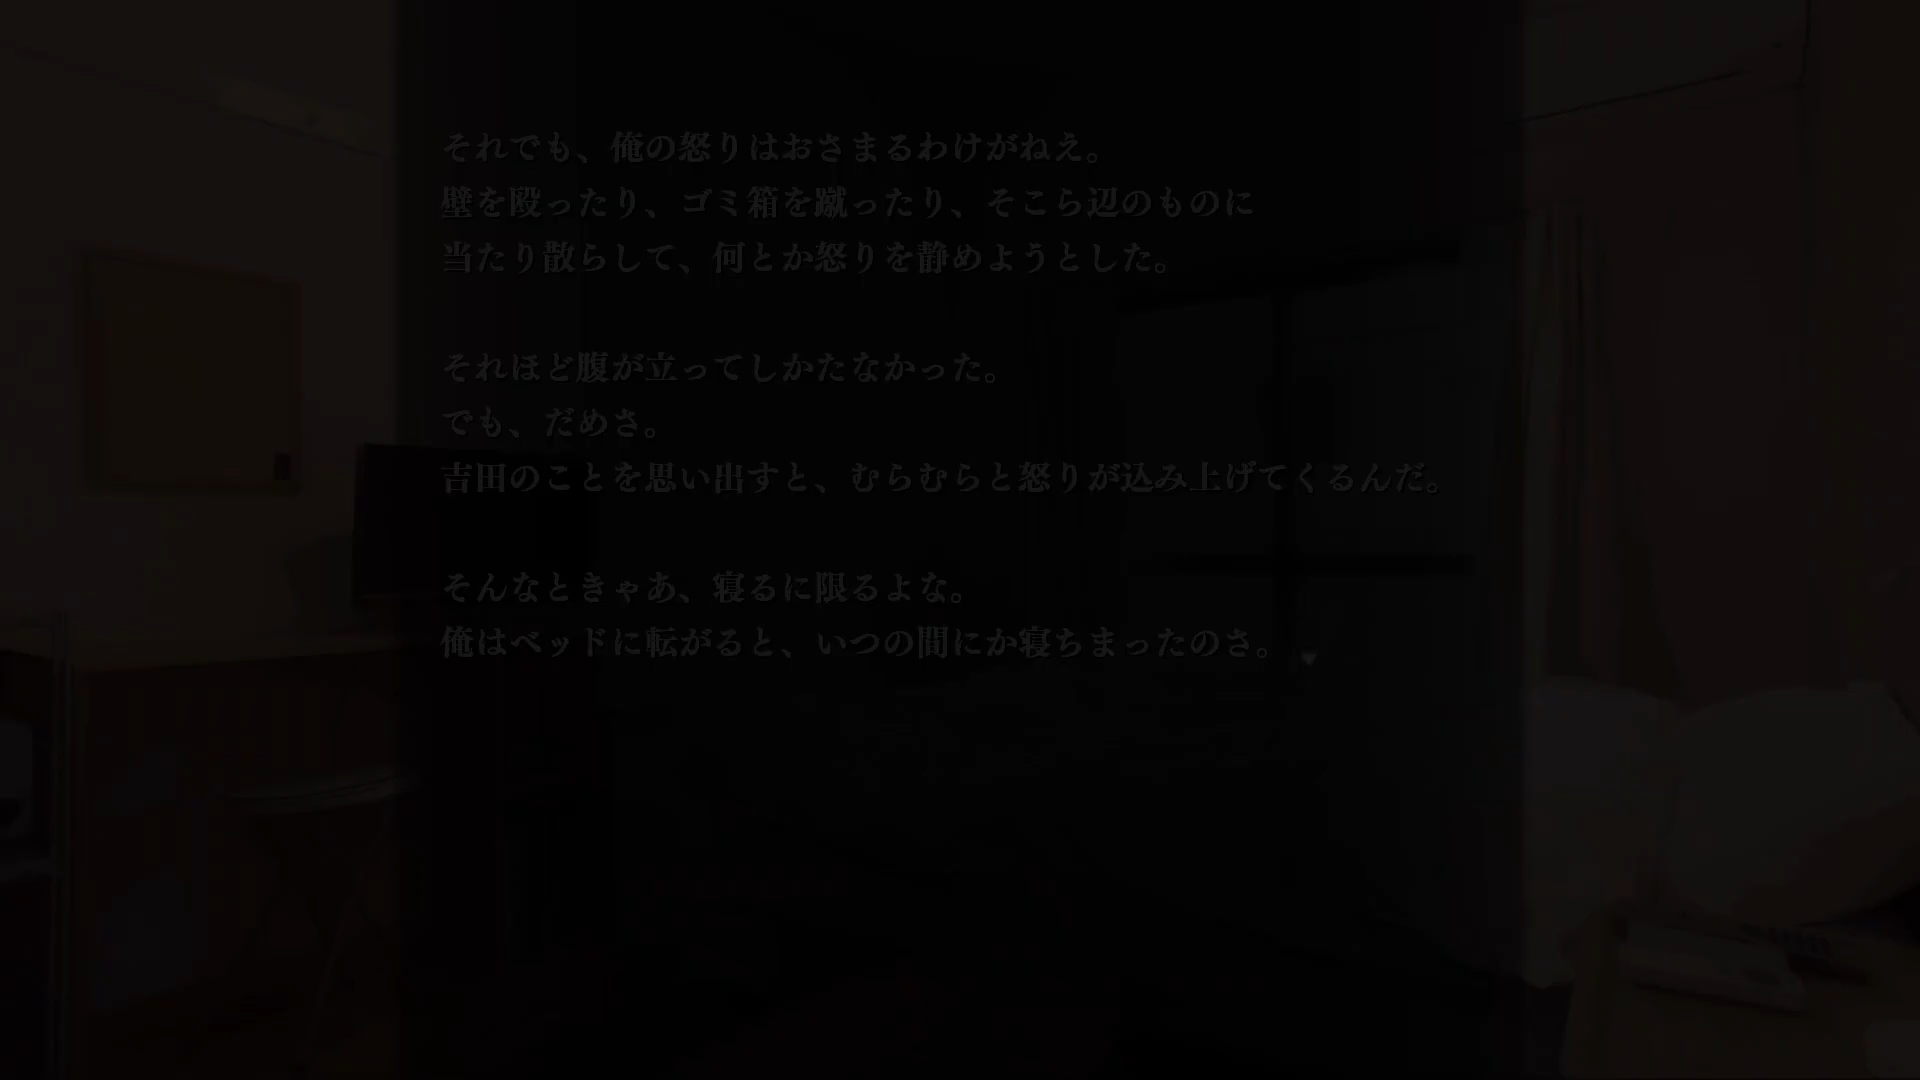 それでも、俺の怒りはおさまるわけがねえ。
壁を殴ったり、ゴミ箱を蹴ったり、そこら辺のものに
当たり散らして、何とか怒りを静めようとした。
それほど腹が立ってしかたなかった。
でも、だめさ。
吉田のことを思い出すと、むらむらと怒りが込み上げてくるんだ。
そんなときゃあ、寝るに限るよな。
俺はベッドに転がると、いつの間にか寝ちまったのさ。